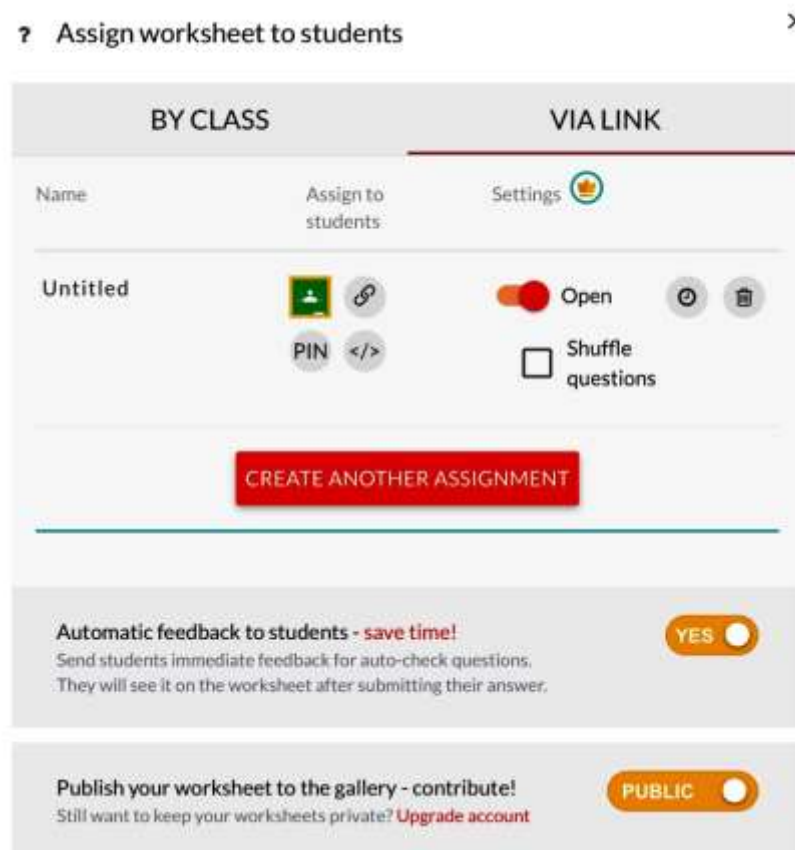 ? Assign worksheet to students
BY CLASS
VIA LINK
Name
Assign to
students
Settings
Untitled
PIN </>
Open
Shuffle
questions
CREATE ANOTHER ASSIGNMENT
Automatic feedback to students - save time!
YES
Send students immediate feedback for auto-check questions.
They will see it on the worksheet after submitting their answer.
Publish your worksheet to the gallery - contribute!
PUBLIC
Still want to keep your worksheets private? Upgrade account